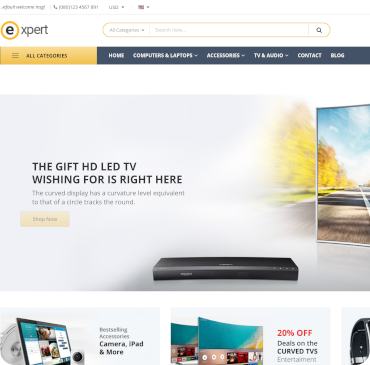 default welcome msg! (080)123 4567 891 USD
expert
All Categories Search here...
ALL CATEGORIES HOME COMPUTERS & LAPTOPS ACCESSORIES TV & AUDIO CONTACT BLOG
THE GIFT HD LED TV
WISHING FOR IS RIGHT HERE
The curved display has a curvature level equivalent
to that of a circle tracks the round.
Shop Now
Bestselling
Accessories
Camera, iPad
& More
20% OFF
Deals on the
CURVED TVS
Entertaiment